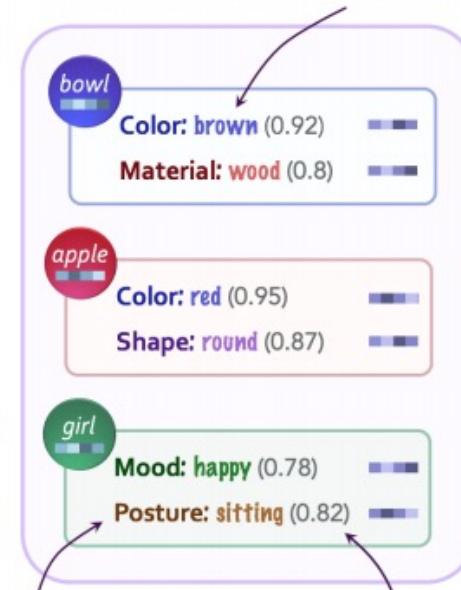 bowl
Color: brown (0.92)
Material: wood (0.8)
apple
Color: red (0.95)
Shape: round (0.87)
girl
Mood: happy (0.78)
Posture: sitting (0.82)